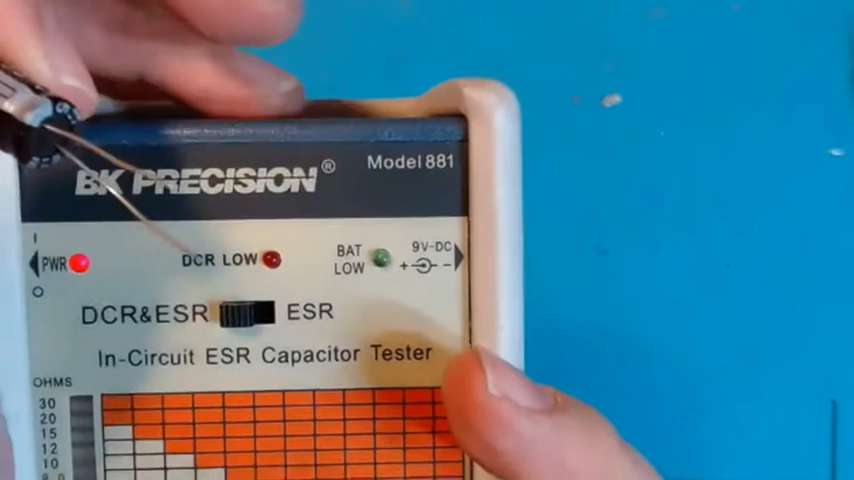 BK PRECISION®
Model 881
I
PWR
DCR LOW
BAT
LOW
9V-DC
+ -
O
DCR&ESR
ESR
In-Circuit ESR Capacitor Tester
OHMS
30
20
15
12
10